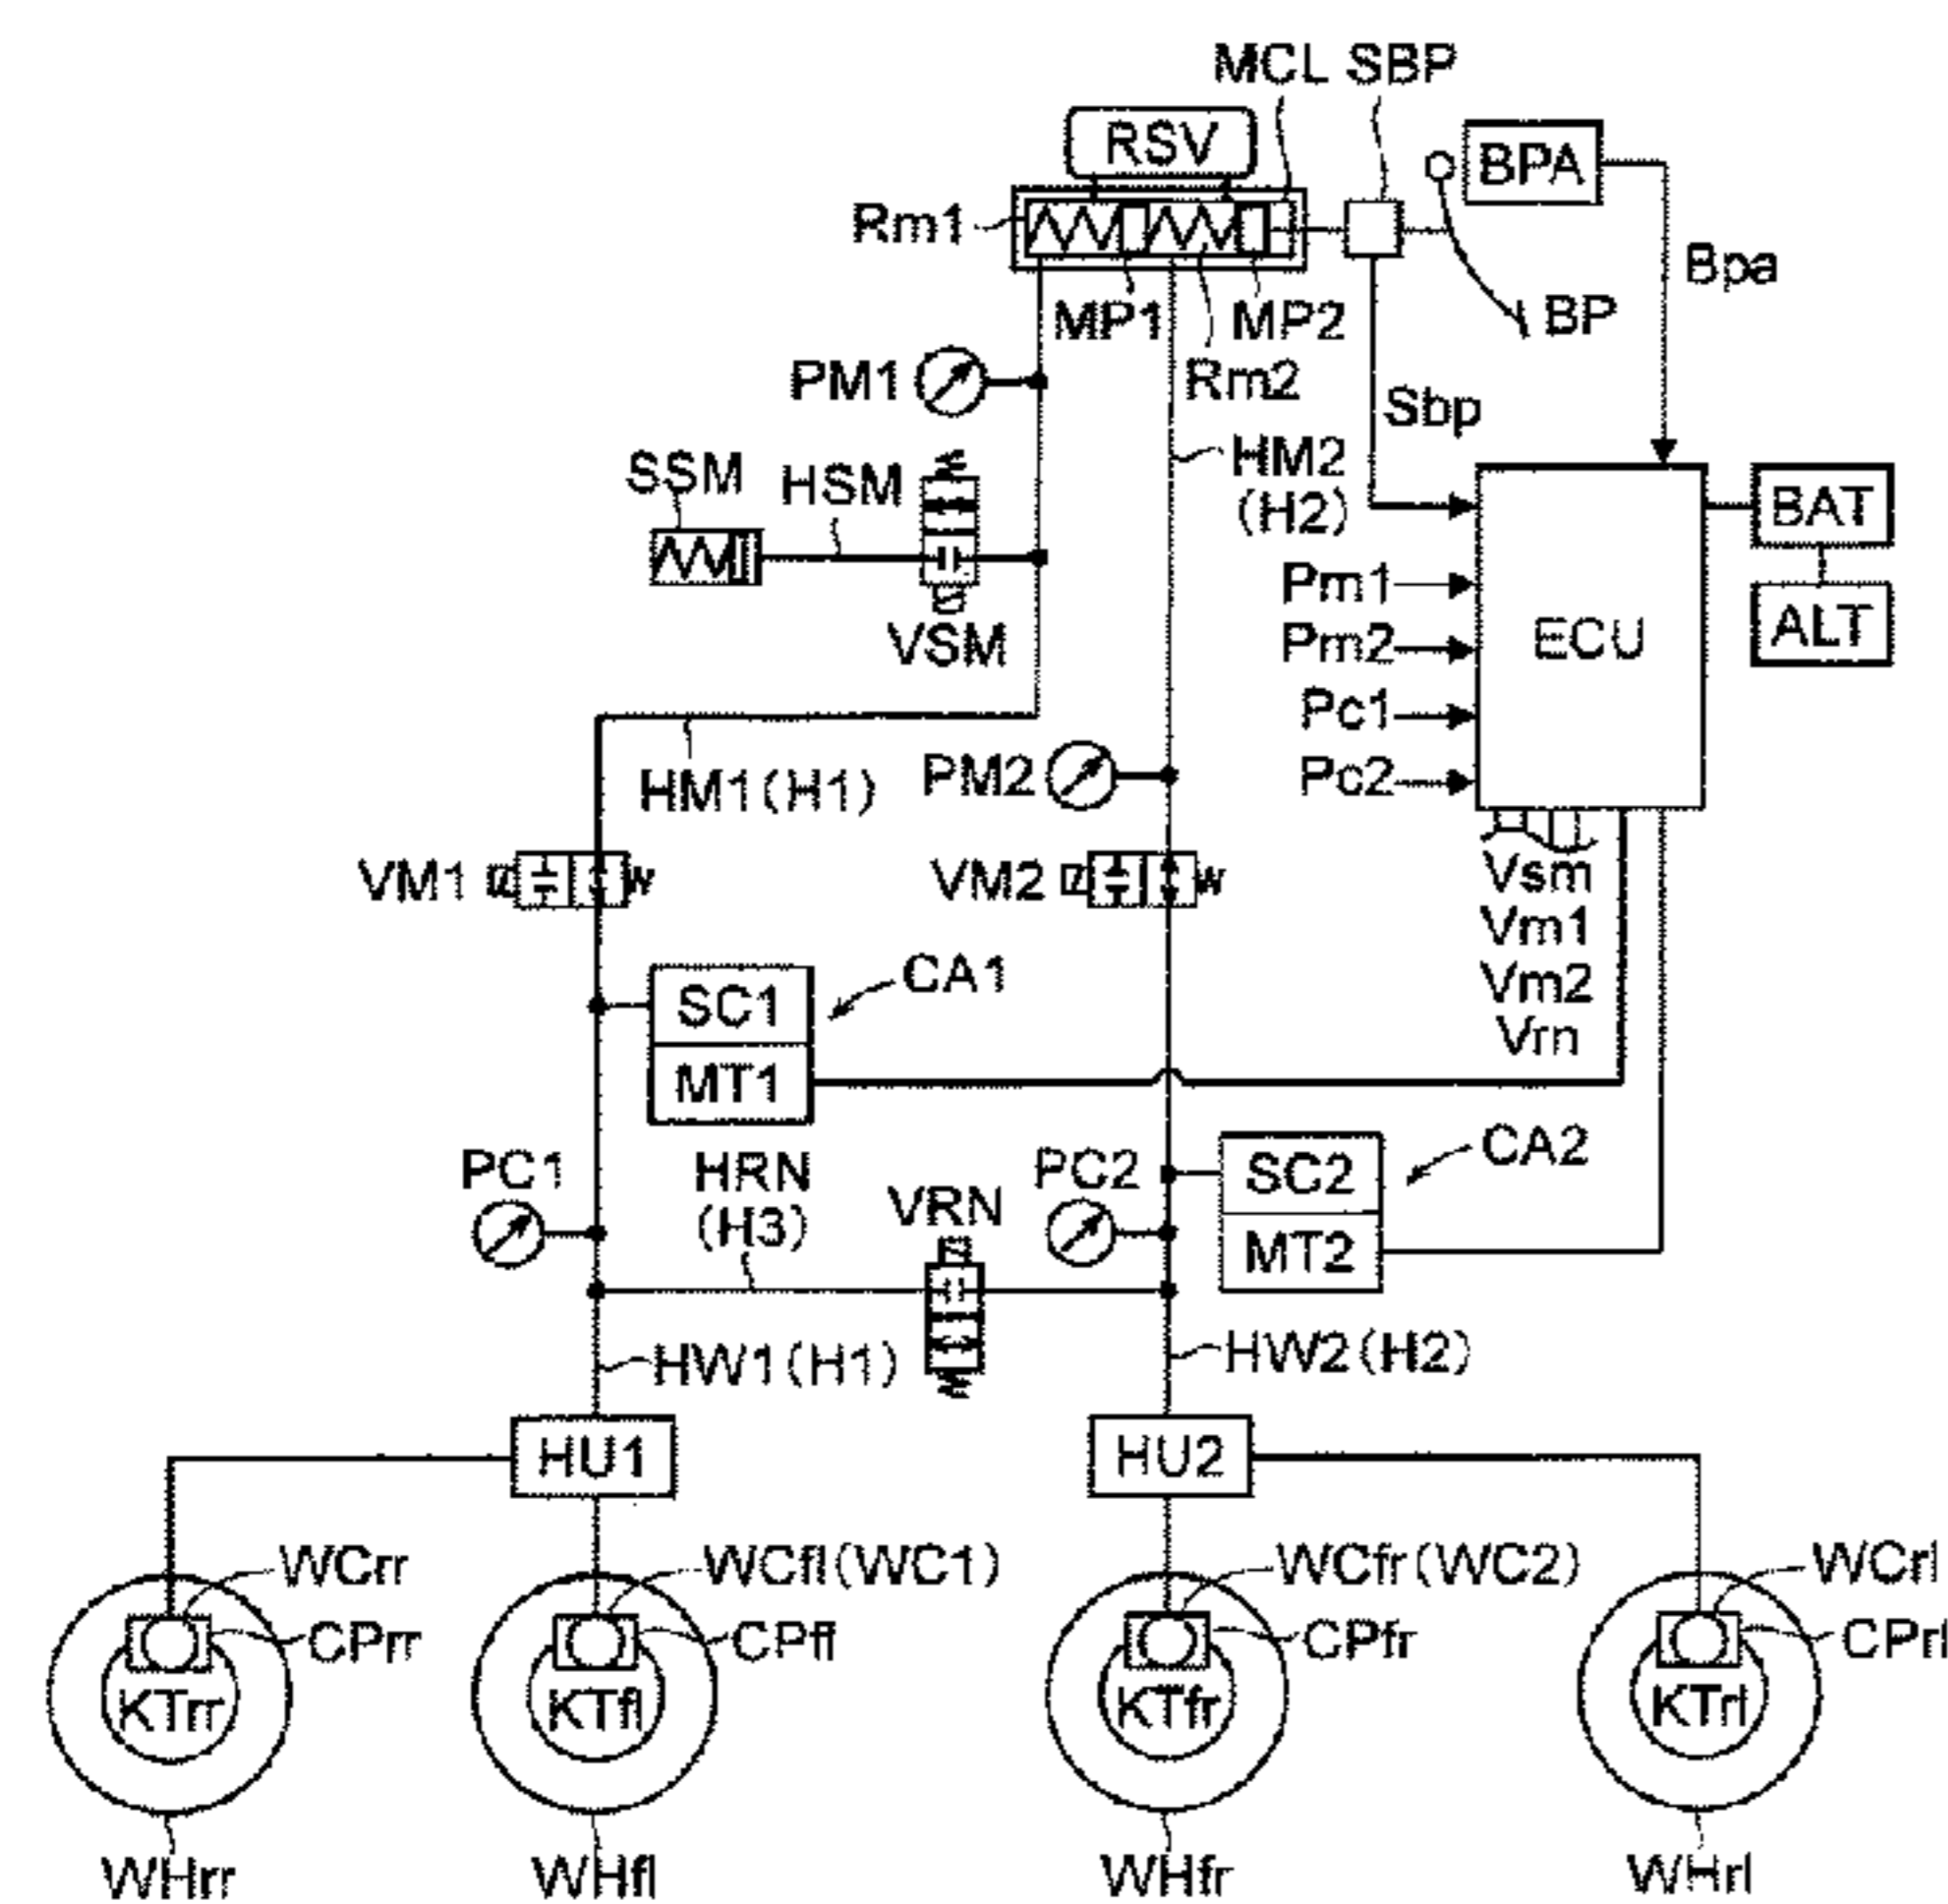 MCL SBP
RSV
BPA
Rm1
Bpa
MP1 MP2
BP
PM1
Rm2
Sbp
SSM HSM
HM2
(H2)
BAT
Pm1
VSM
Pm2
ECU
ALT
Pc1
HM1(H1)
PM2
Pc2
VM1
VM2
Vsm
Vm1
Vm2
Vrn
SC1
CA1
MT1
PC1
HRN
(H3)
VRN
PC2
SC2
CA2
MT2
HW1(H1)
HW2(H2)
HU1
HU2
WCrr
WCfl(WC1)
WCfr(WC2)
WCrl
CPrr
CPfl
CPfr
CPrl
KTrr
KTfl
KTfr
KTrl
WHrr
WHfl
WHfr
WHrl